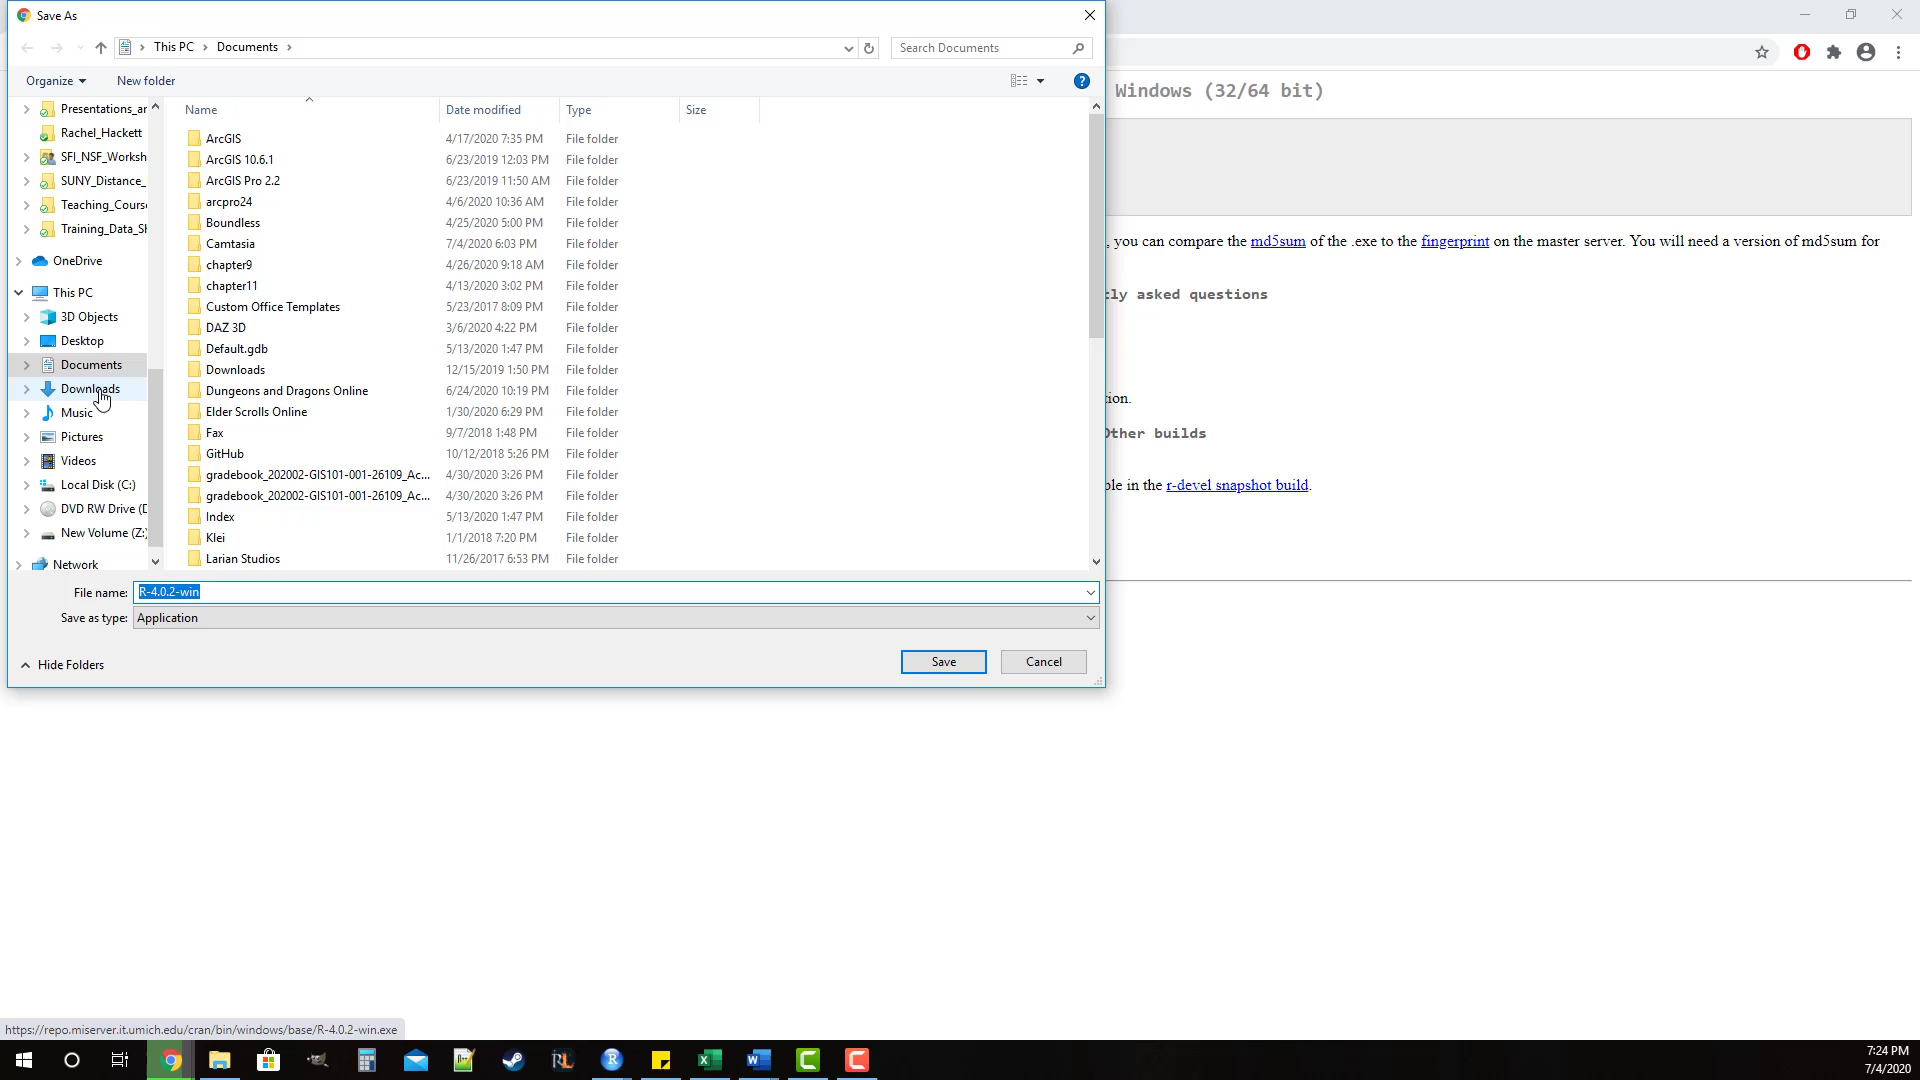 Save As
This PC > Documents >
Search Documents
Organize
New folder
Windows (32/64 bit)
Name
Date modified
Type
Size
Presentations_ar
Rachel_Hackett
SFI_NSF_Worksh
SUNY_Distance_
Teaching_Course
Training_Data_Sh
OneDrive
This PC
3D Objects
Desktop
Documents
Downloads
Music
Pictures
Videos
Local Disk (C:)
DVD RW Drive (D
New Volume (Z:)
Network
ArcGIS 4/17/2020 7:35 PM File folder
ArcGIS 10.6.1 6/23/2019 12:03 PM File folder
ArcGIS Pro 2.2 6/23/2019 11:50 AM File folder
arcpro24 4/6/2020 10:36 AM File folder
Boundless 4/25/2020 5:00 PM File folder
Camtasia 7/4/2020 6:03 PM File folder
chapter9 4/26/2020 9:18 AM File folder
chapter11 4/13/2020 3:02 PM File folder
Custom Office Templates 5/23/2017 8:09 PM File folder
DAZ 3D 3/6/2020 4:22 PM File folder
Default.gdb 5/13/2020 1:47 PM File folder
Downloads 12/15/2019 1:50 PM File folder
Dungeons and Dragons Online 6/24/2020 10:19 PM File folder
Elder Scrolls Online 1/30/2020 6:29 PM File folder
Fax 9/7/2018 1:48 PM File folder
GitHub 10/12/2018 5:26 PM File folder
gradebook_202002-GIS101-001-26109_Ac... 4/30/2020 3:26 PM File folder
gradebook_202002-GIS101-001-26109_Ac... 4/30/2020 3:26 PM File folder
Index 5/13/2020 1:47 PM File folder
Klei 1/1/2018 7:20 PM File folder
Larian Studios 11/26/2017 6:53 PM File folder
, you can compare the md5sum of the .exe to the fingerprint on the master server. You will need a version of md5sum for
tly asked questions
ion.
Other builds
ble in the r-devel snapshot build.
File name: R-4.0.2-win
Save as type: Application
Hide Folders
Save
Cancel
https://repo.miserver.it.umich.edu/cran/bin/windows/base/R-4.0.2-win.exe
7:24 PM
7/4/2020